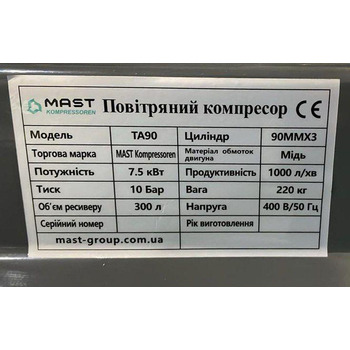 MAST
KOMPRESSOREN
Повітряний компресор CE
Модель TA90 Циліндр 90MMX3
Торгова марка MAST Kompressoren Матеріал обмоток двигуна Мідь
Потужність 7.5 кВт Продуктивність 1000 л/хв
Тиск 10 Бар Вага 220 кг
Об'єм ресиверу 300 л Напруга 400 В/50 Гц
Серійний номер Рік виготовлення
mast-group.com.ua